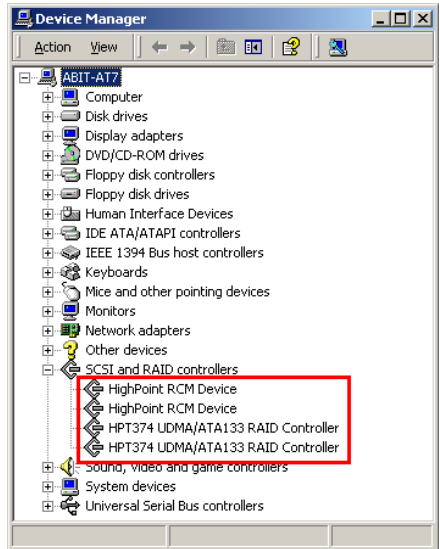 Device Manager
Action View
ABIT-AT7
Computer
Disk drives
Display adapters
DVD/CD-ROM drives
Floppy disk controllers
Floppy disk drives
Human Interface Devices
IDE ATA/ATAPI controllers
IEEE 1394 Bus host controllers
Keyboards
Mice and other pointing devices
Monitors
Network adapters
Other devices
SCSI and RAID controllers
HighPoint RCM Device
HighPoint RCM Device
HPT374 UDMA/ATA133 RAID Controller
HPT374 UDMA/ATA133 RAID Controller
Sound, video and game controllers
System devices
Universal Serial Bus controllers